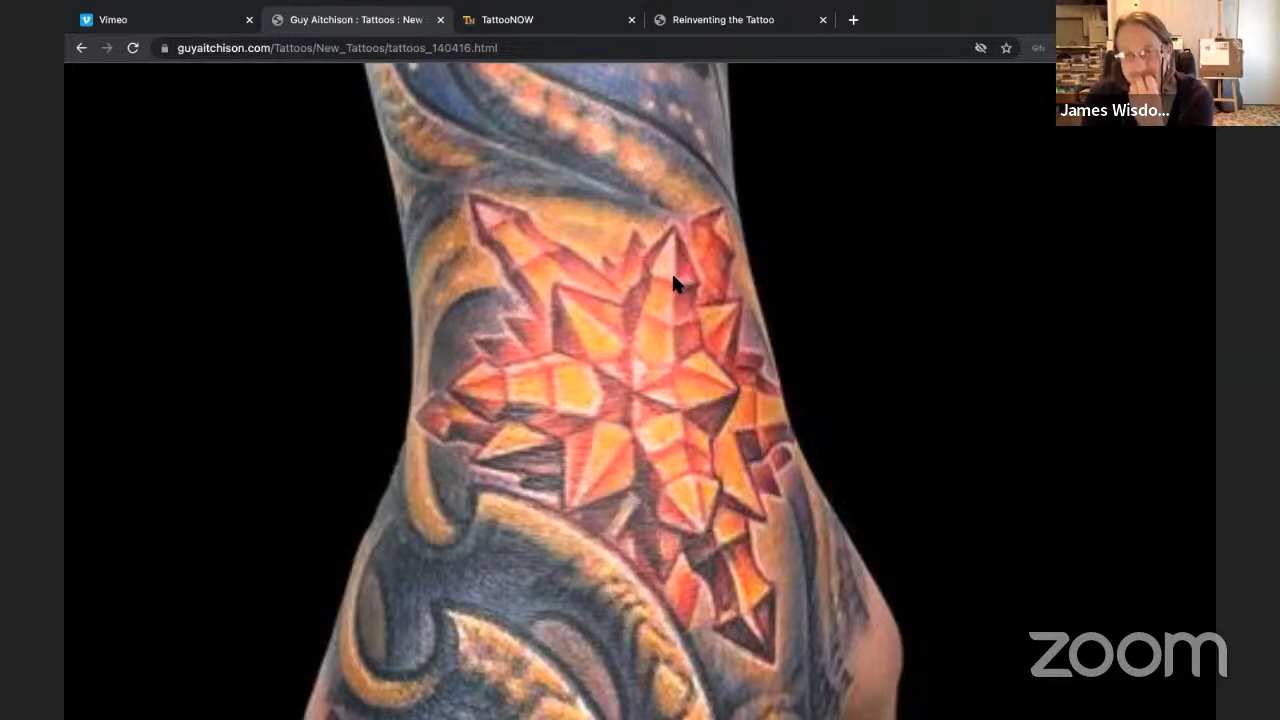 Vimeo
Guy Aitchison : Tattoos : New
TattooNOW
Reinventing the Tattoo
guyaitchison.com/Tattoos/New_Tattoos/tattoos_140416.html
James Wisdo...
zoom